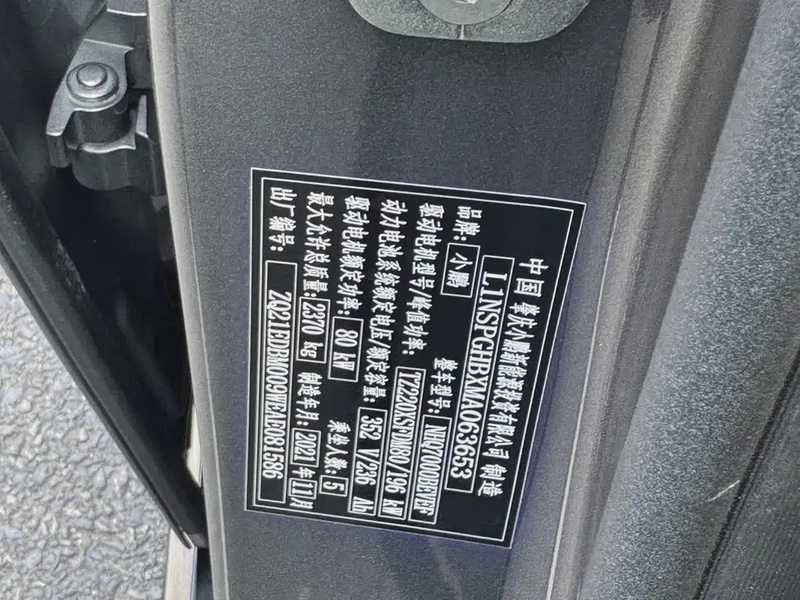 中国 肇庆小鹏新能源投资有限公司 制造
L1NSPGHBXMA063653
品牌: 小鹏 整车型号: NHQ7000BEVEF
驱动电机型号/峰值功率: TZ220XSFDM80/196 kW
动力电池系统额定电压/额定容量: 352 V/236 Ah
驱动电机额定功率: 80 kW 乘坐人数: 5
最大允许总质量: 2370 kg 制造年月: 2021年11月
出厂编号: